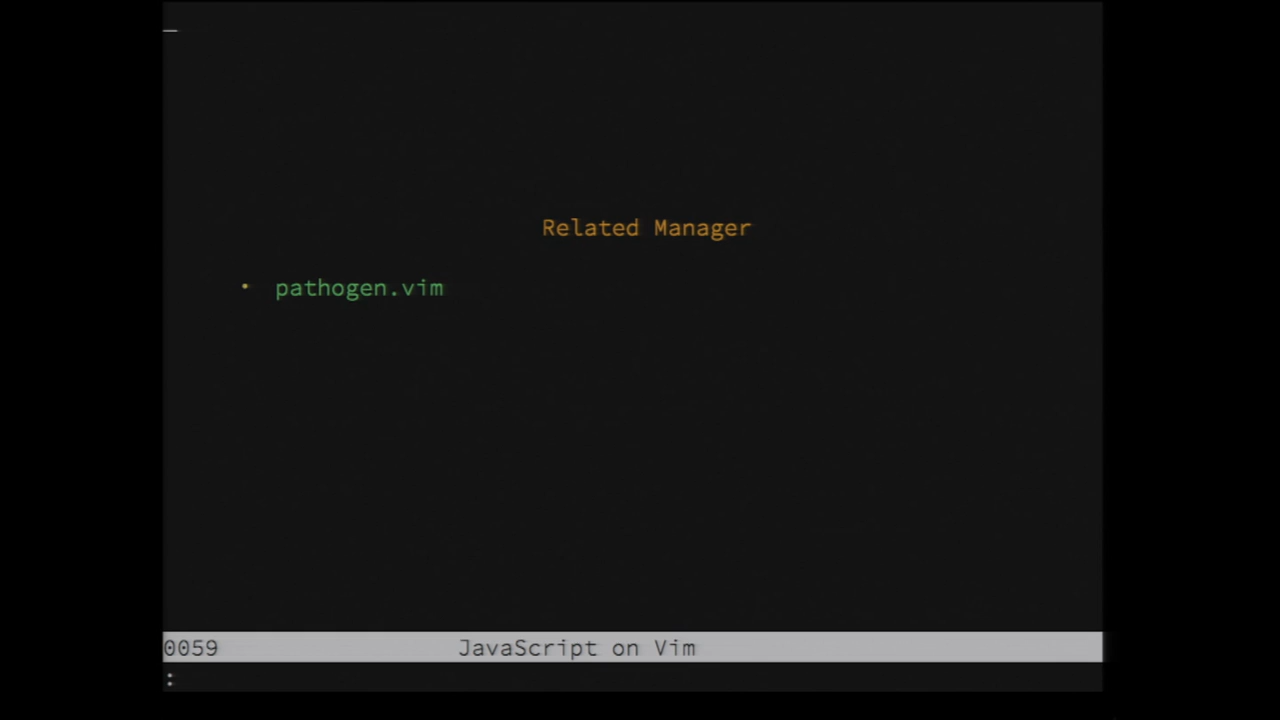 Related Manager
• pathogen.vim
0059 JavaScript on Vim
: